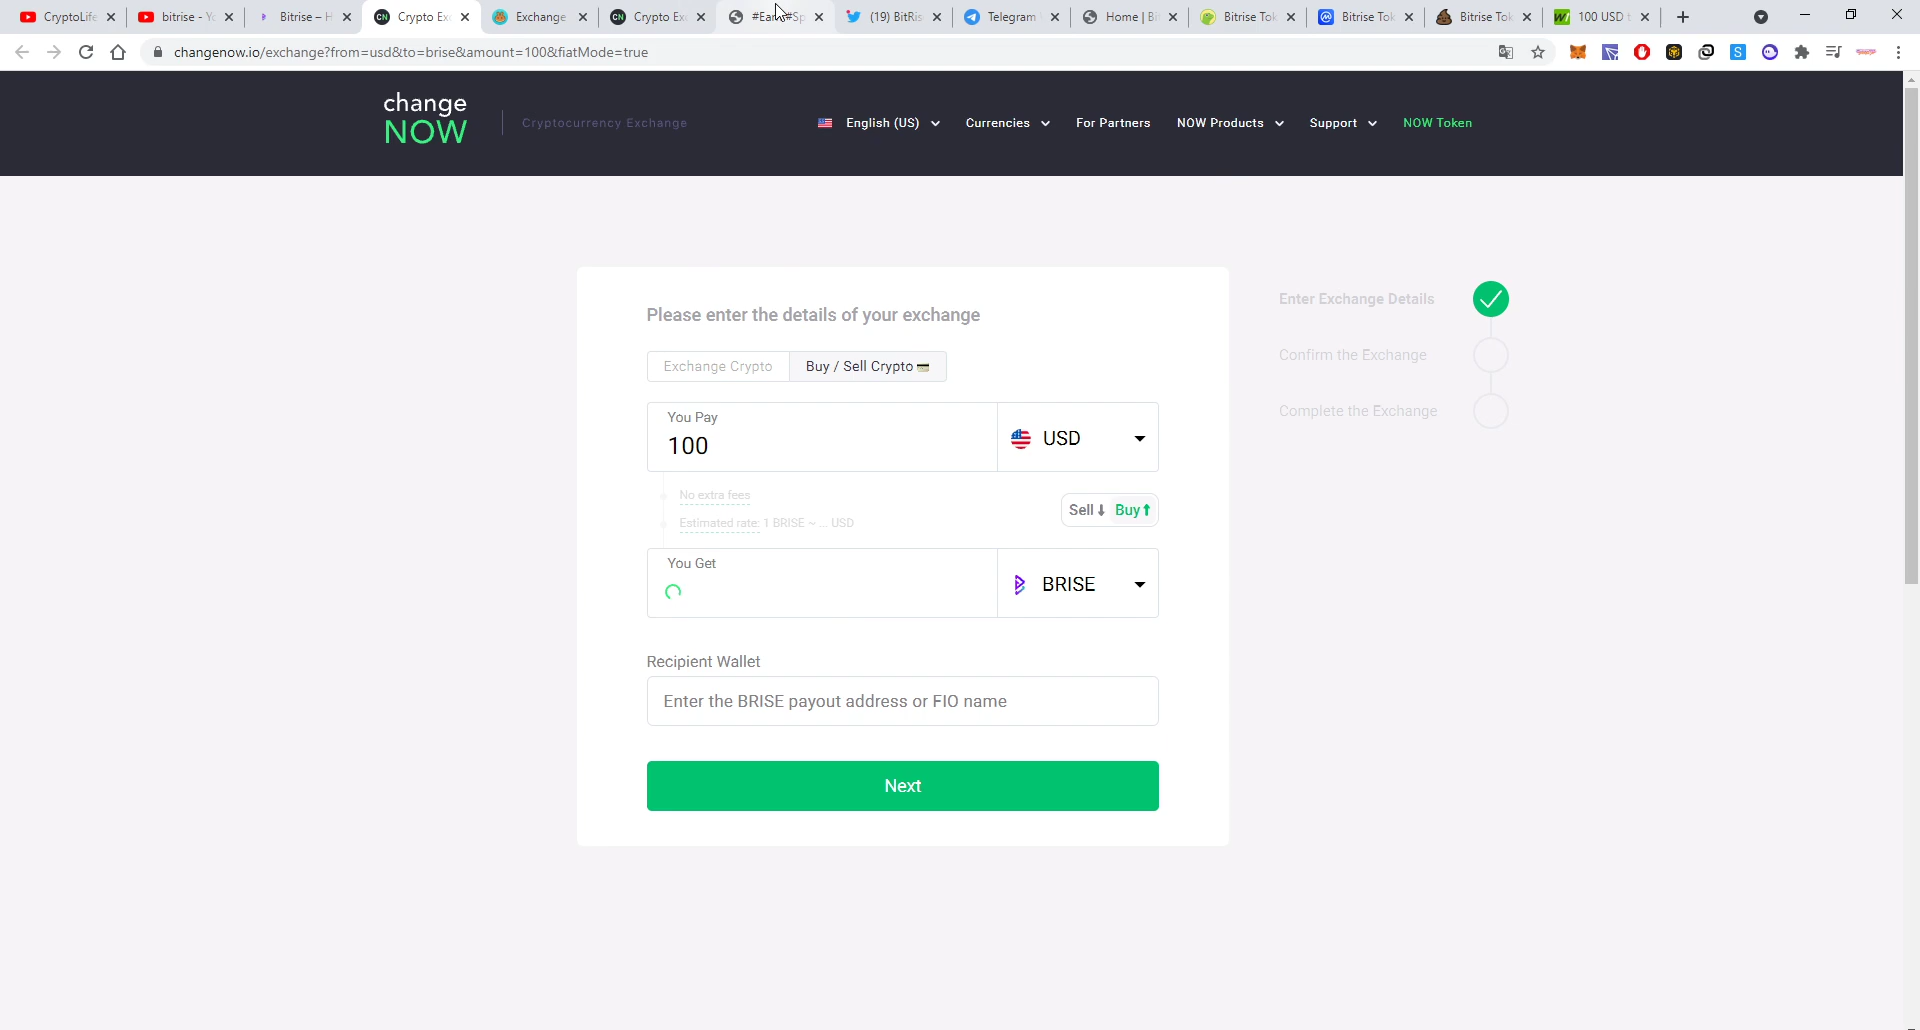 CryptoLife
bitrise - Yo
Bitrise – H
Crypto Ex
Exchange
Crypto Ex
#Ear #Sp
(19) BitRis
Telegram
Home | Bi
Bitrise Tok
Bitrise Tok
Bitrise Tok
100 USD t
changenow.io/exchange?from=usd&to=brise&amount=100&fiatMode=true
change
NOW
Cryptocurrency Exchange
English (US)
Currencies
For Partners
NOW Products
Support
NOW Token
Please enter the details of your exchange
Exchange Crypto
Buy / Sell Crypto
You Pay
100
USD
No extra fees
Estimated rate: 1 BRISE ~ ... USD
Sell Buy
You Get
BRISE
Recipient Wallet
Enter the BRISE payout address or FIO name
Next
Enter Exchange Details
Confirm the Exchange
Complete the Exchange